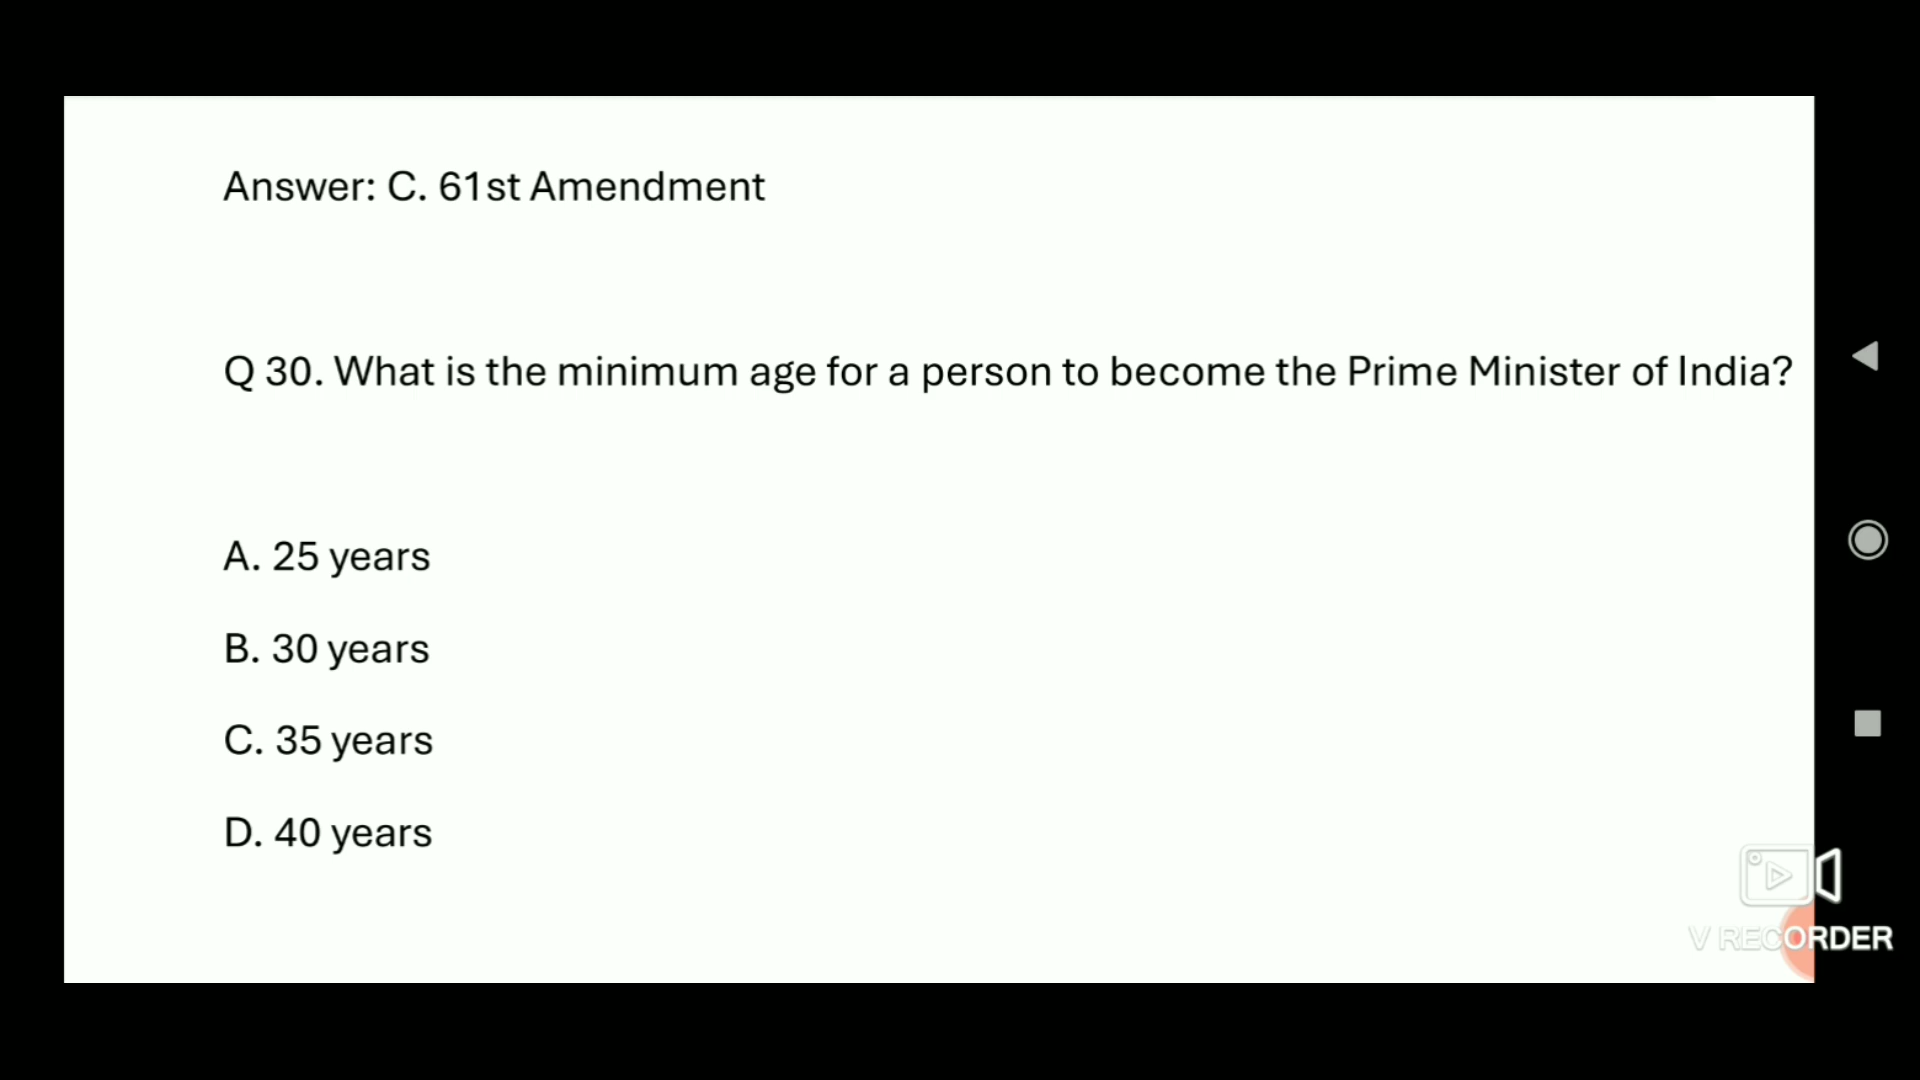 Answer: C. 61st Amendment
Q 30. What is the minimum age for a person to become the Prime Minister of India?
A. 25 years
B. 30 years
C. 35 years
D. 40 years
V RECORDER